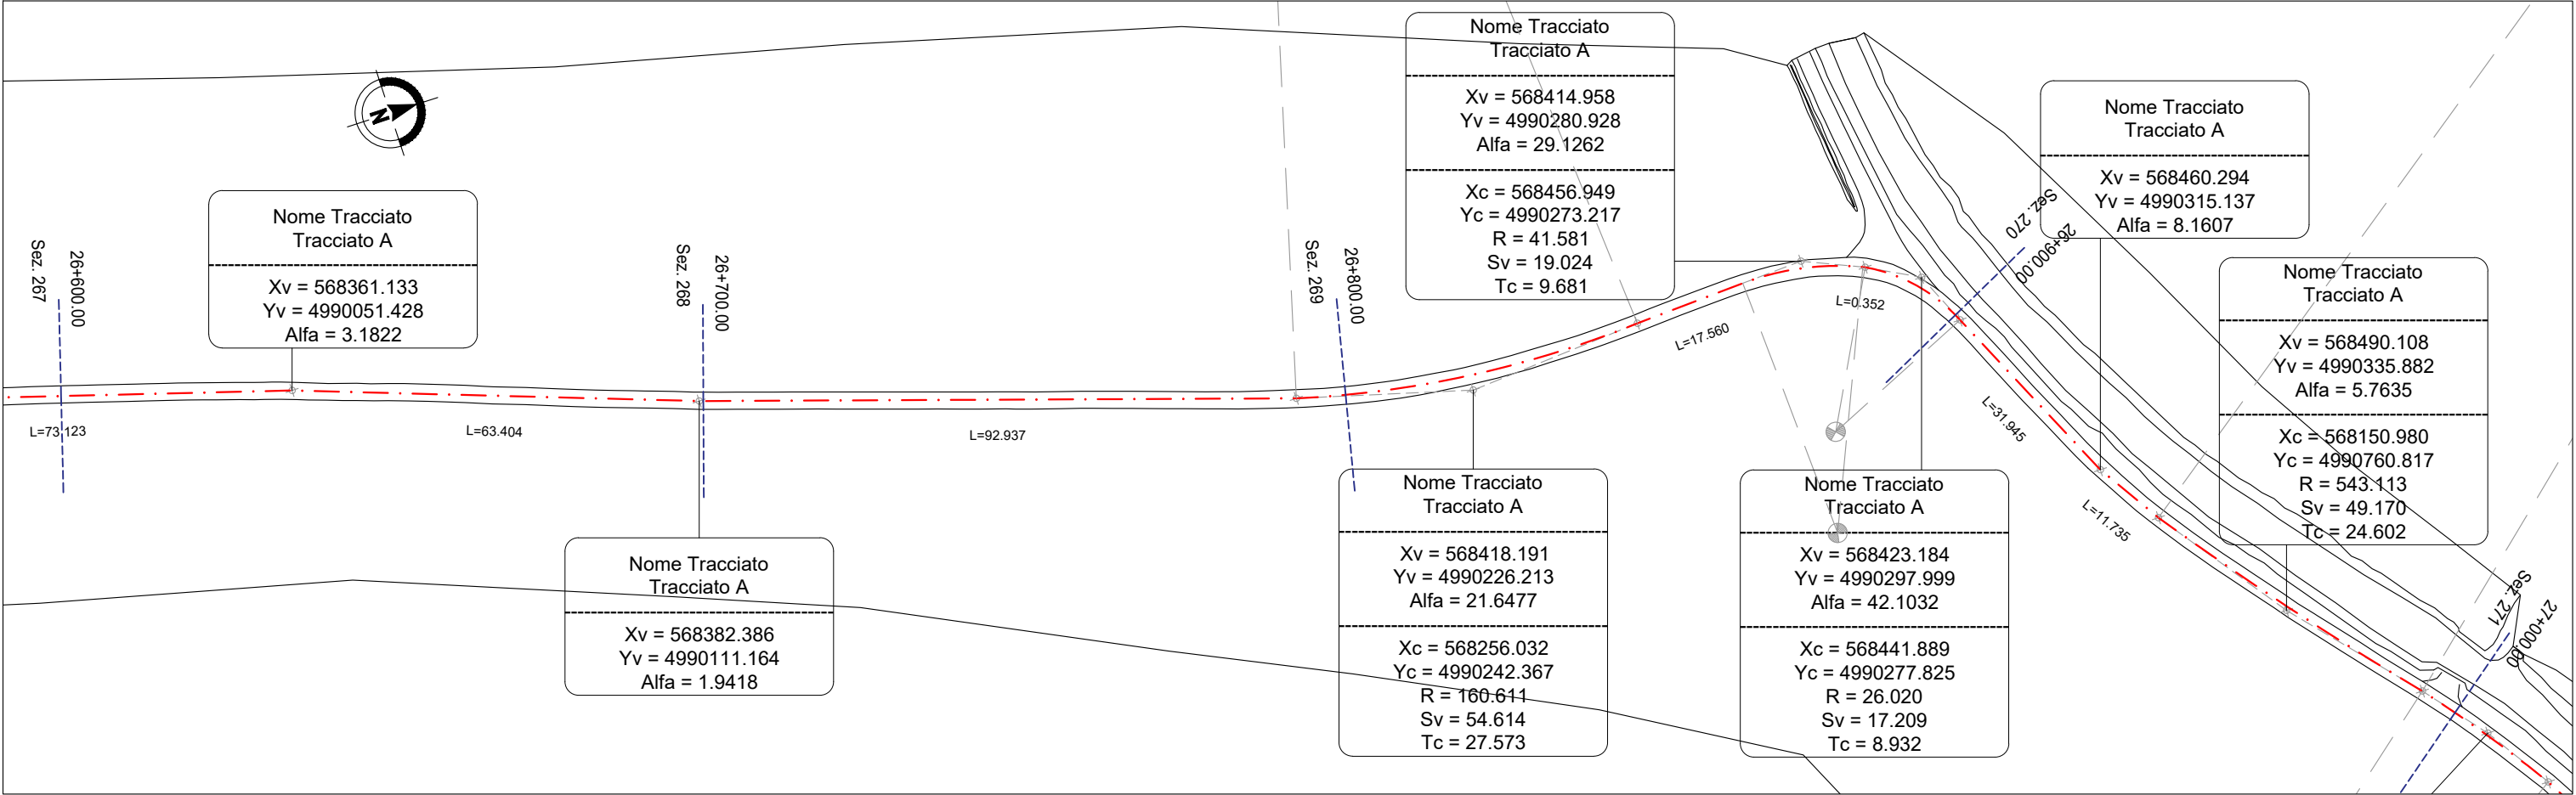 N
Sez. 267
26+600.00
L=73.123
Nome Tracciato
Tracciato A
Xv = 568361.133
Yv = 4990051.428
Alfa = 3.1822
L=63.404
Sez. 268
26+700.00
Nome Tracciato
Tracciato A
Xv = 568382.386
Yv = 4990111.164
Alfa = 1.9418
L=92.937
Sez. 269
26+800.00
Nome Tracciato
Tracciato A
Xv = 568418.191
Yv = 4990226.213
Alfa = 21.6477
Xc = 568256.032
Yc = 4990242.367
R = 160.611
Sv = 54.614
Tc = 27.573
Nome Tracciato
Tracciato A
Xv = 568414.958
Yv = 4990280.928
Alfa = 29.1262
Xc = 568456.949
Yc = 4990273.217
R = 41.581
Sv = 19.024
Tc = 9.681
L=17.560
L=0.352
Nome Tracciato
Tracciato A
Xv = 568423.184
Yv = 4990297.999
Alfa = 42.1032
Xc = 568441.889
Yc = 4990277.825
R = 26.020
Sv = 17.209
Tc = 8.932
Sez. 270
26+900.00
L=31.945
Nome Tracciato
Tracciato A
Xv = 568460.294
Yv = 4990315.137
Alfa = 8.1607
L=11.735
Nome Tracciato
Tracciato A
Xv = 568490.108
Yv = 4990335.882
Alfa = 5.7635
Xc = 568150.980
Yc = 4990760.817
R = 543.113
Sv = 49.170
Tc = 24.602
Sez. 271
27+000.00